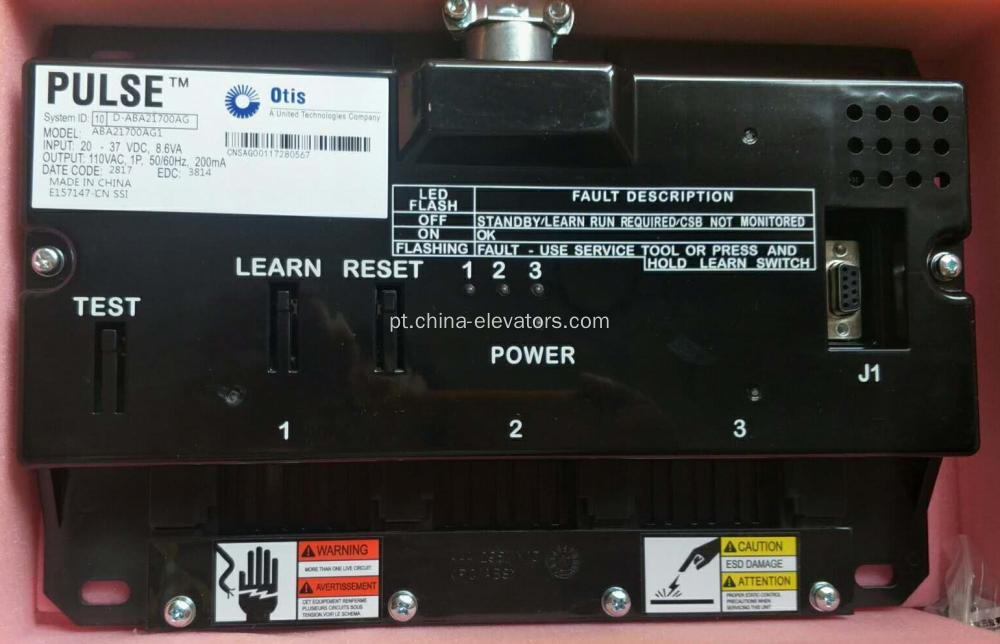 PULSE™
Otis
A United Technologies Company
System ID: 10 D-ABA21700AG
MODEL: ABA21700AG1
INPUT: 20 - 37 VDC, 8.6VA
OUTPUT: 110VAC, 1P, 50/60Hz, 200mA
DATE CODE: 2817 EDC: 3814
MADE IN CHINA
E157147-CN SSI
CNSAG00117280567
LED FLASH FAULT DESCRIPTION
OFF STANDBY/LEARN RUN REQUIRED/CSB NOT MONITORED
ON OK
FLASHING FAULT - USE SERVICE TOOL OR PRESS AND
HOLD LEARN SWITCH
LEARN RESET 1 2 3
TEST
pt.china-elevators.com
POWER
J1
1 2 3
WARNING
MORE THAN ONE LIVE CIRCUIT
AVERTISSEMENT
CET EQUIPEMENT RENFERME
PLUSIEURS CIRCUITS SOUS
TENSION.VOIR LE SCHEMA
CAUTION
ESD DAMAGE
ATTENTION
PROPER STATIC CONTROL
PRECAUTIONS WHEN
SERVICING THIS UNIT